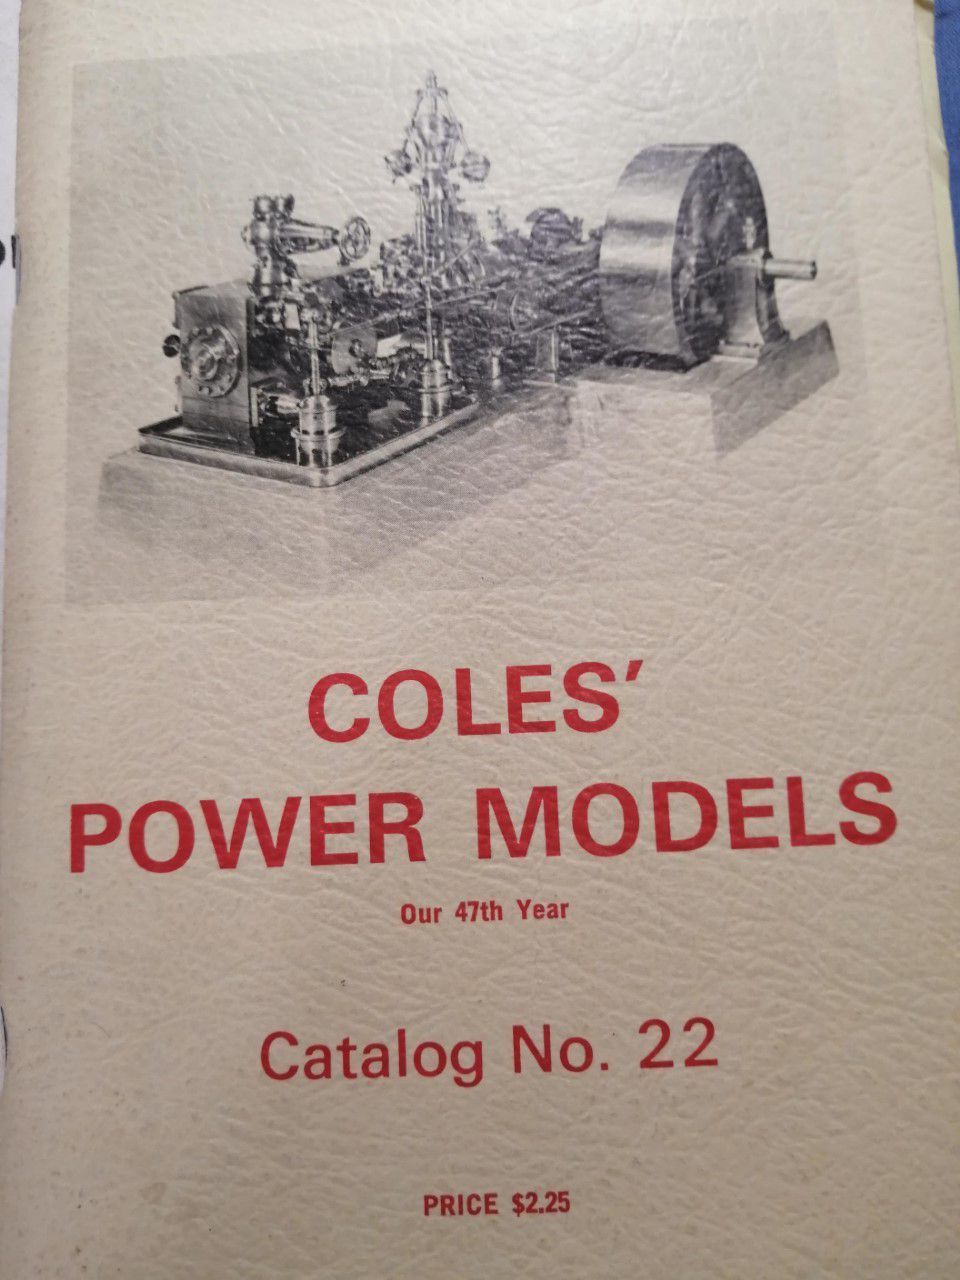 COLES'
POWER MODELS
Our 47th Year
Catalog No. 22
PRICE $2.25